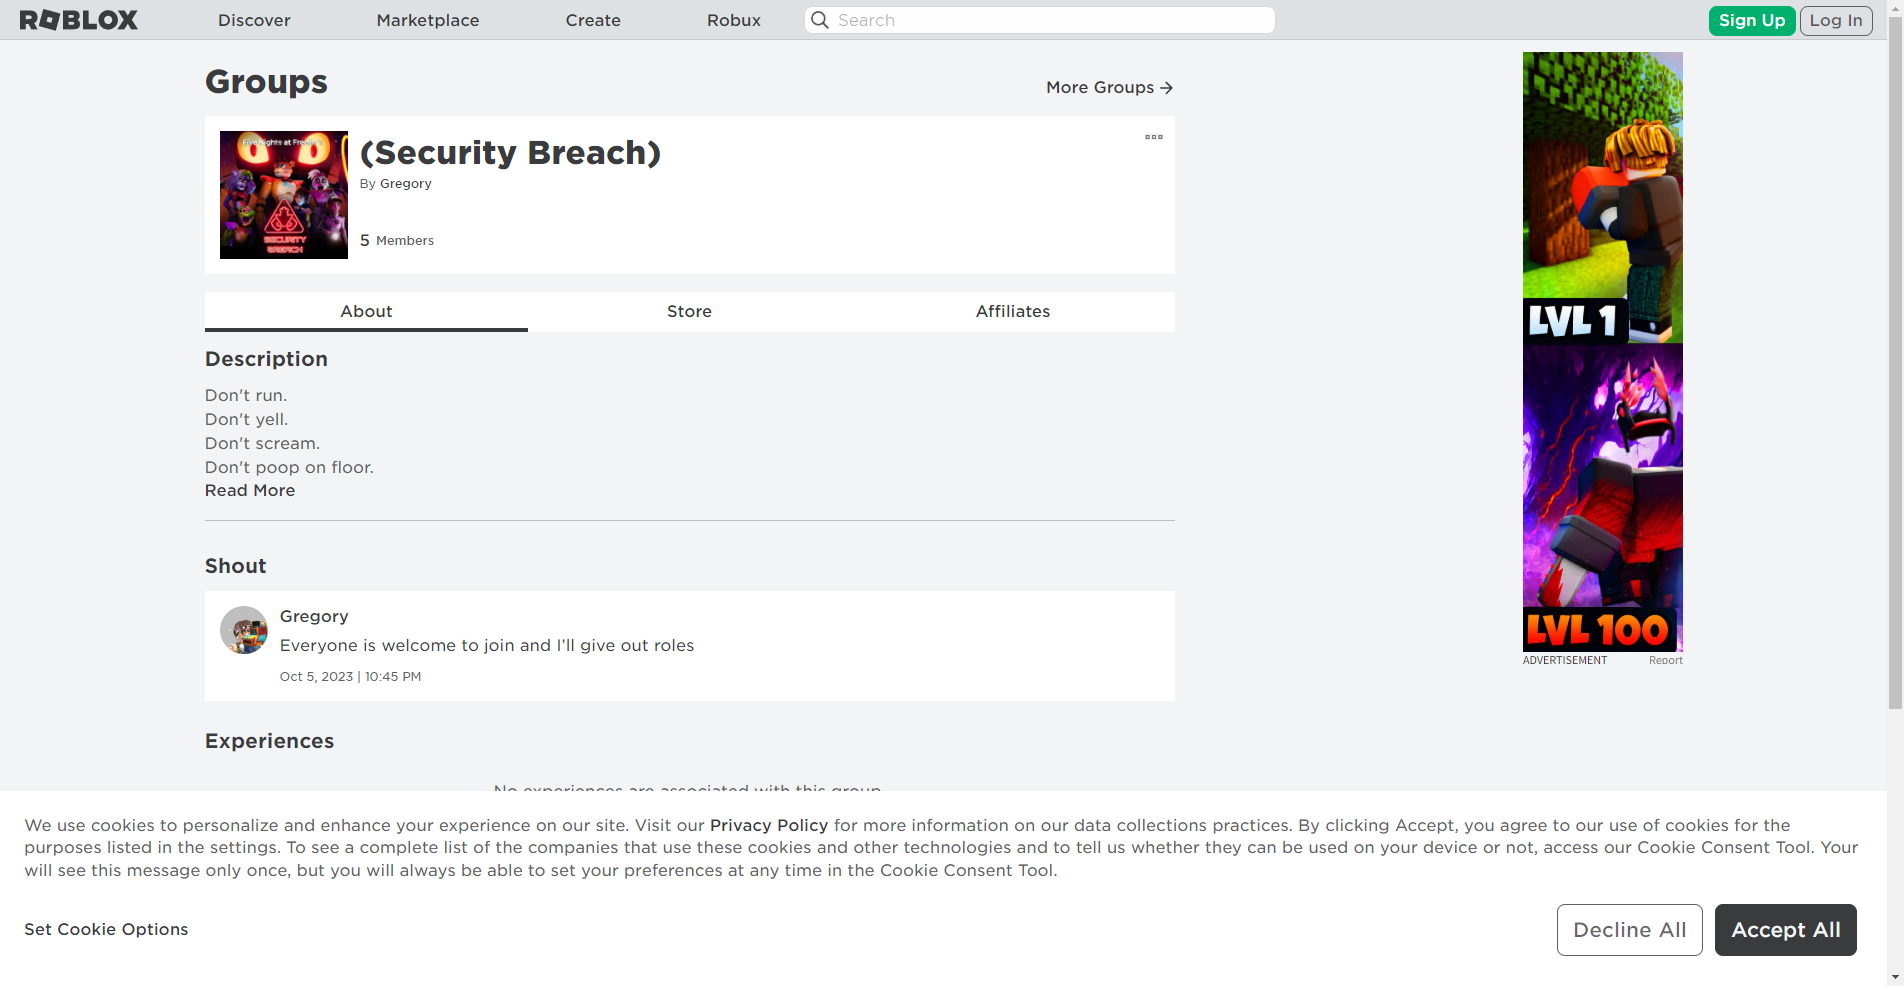 ROBLOX
Discover
Marketplace
Create
Robux
Search
Sign Up
Log In
Groups
More Groups
Five Nights at Freddy's
SECURITY
BREACH
(Security Breach)
By Gregory
5 Members
About
Store
Affiliates
Description
Don't run.
Don't yell.
Don't scream.
Don't poop on floor.
Read More
Shout
Gregory
Everyone is welcome to join and I’ll give out roles
Oct 5, 2023 | 10:45 PM
Experiences
No experiences are associated with this group
LVL 1
LVL 100
ADVERTISEMENT
Report
We use cookies to personalize and enhance your experience on our site. Visit our Privacy Policy for more information on our data collections practices. By clicking Accept, you agree to our use of cookies for the
purposes listed in the settings. To see a complete list of the companies that use these cookies and other technologies and to tell us whether they can be used on your device or not, access our Cookie Consent Tool. Your
will see this message only once, but you will always be able to set your preferences at any time in the Cookie Consent Tool.
Set Cookie Options
Decline All
Accept All